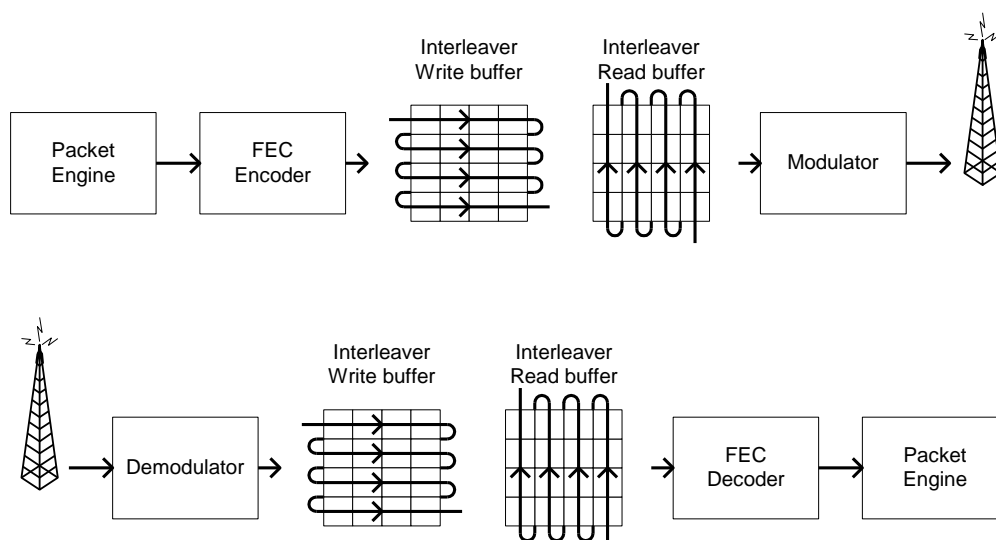 Interleaver
Write buffer
Interleaver
Read buffer
Packet
Engine
FEC
Encoder
Modulator
Interleaver
Write buffer
Interleaver
Read buffer
Demodulator
FEC
Decoder
Packet
Engine